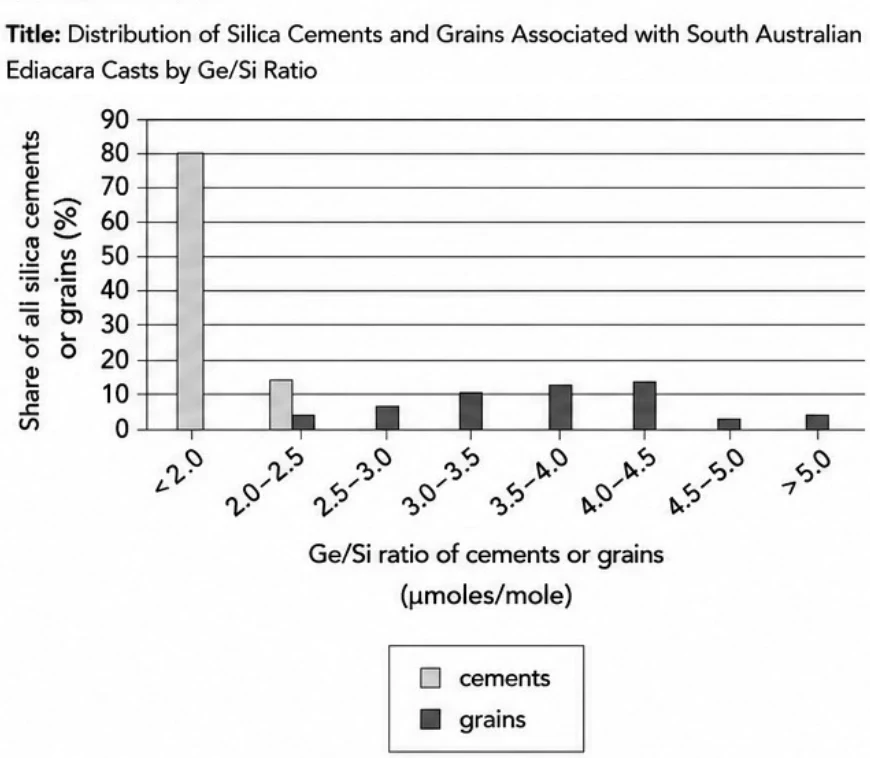 Title: Distribution of Silica Cements and Grains Associated with South Australian
Ediacara Casts by Ge/Si Ratio
Share of all silica cements
or grains (%)
90
80
70
60
50
40
30
20
10
0
< 2.0
2.0–2.5
2.5–3.0
3.0–3.5
3.5–4.0
4.0–4.5
4.5–5.0
> 5.0
Ge/Si ratio of cements or grains
(μmoles/mole)
cements
grains